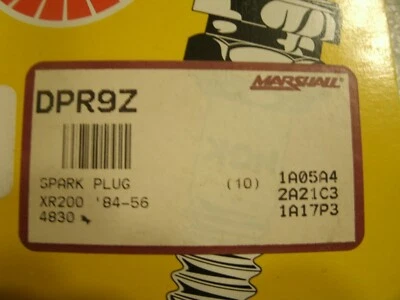 MARSHALL
DPR9Z
SPARK PLUG (10) 1A05A4
XR200 '84-56 2A21C3
4830 1A17P3